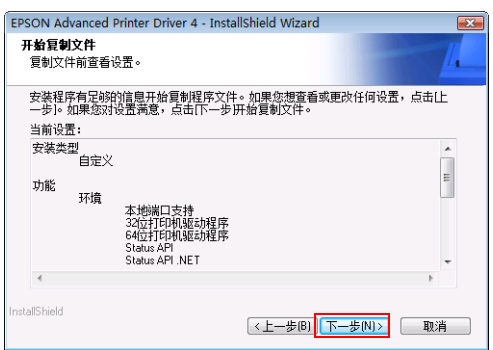 EPSON Advanced Printer Driver 4 - InstallShield Wizard
开始复制文件
复制文件前查看设置。
安装程序有足够的信息开始复制程序文件。如果您想查看或更改任何设置，点击[上
一步]。如果您对设置满意，点击[下一步]开始复制文件。
当前设置：
安装类型
自定义
功能
环境
本地端口支持
32位打印机驱动程序
64位打印机驱动程序
Status API
Status API .NET
InstallShield
<上一步(B)
下一步(N)>
取消